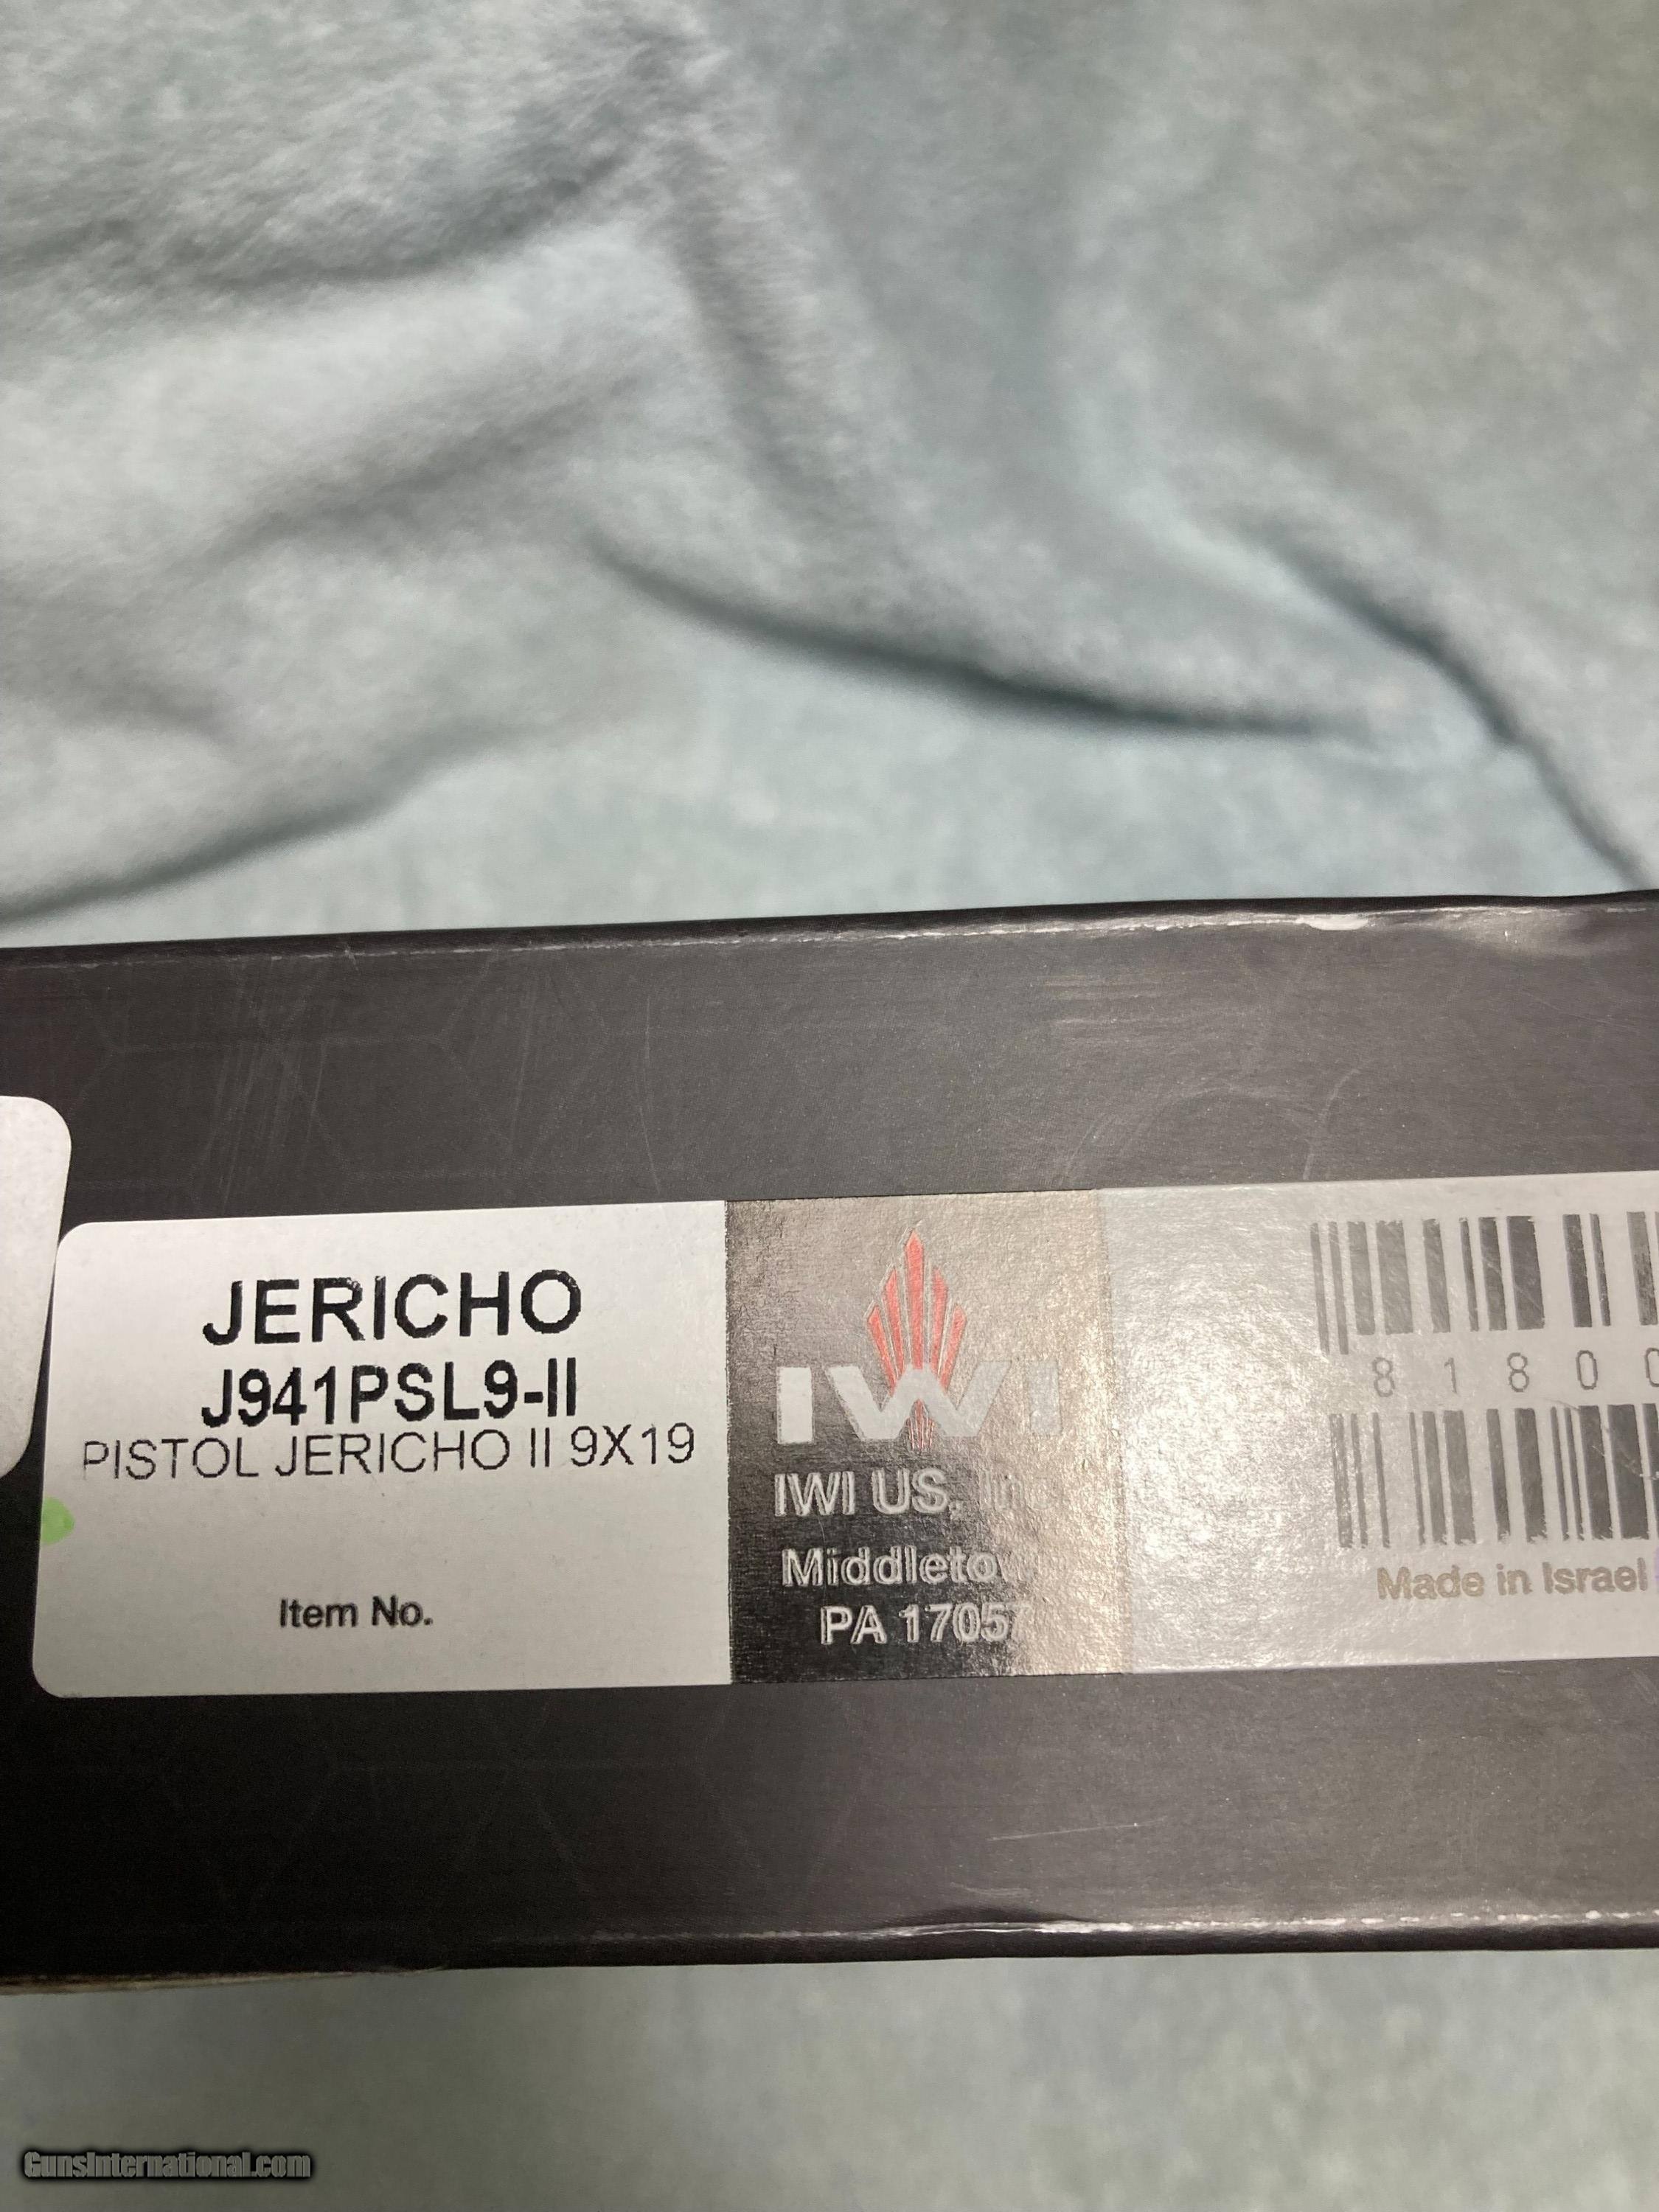 JERICHO
J941PSL9-II
PISTOL JERICHO II 9X19
Item No.
IWI
IWI US,
PA 17057
8 1 8 0 0
Made in Israel
GunsInternational.com